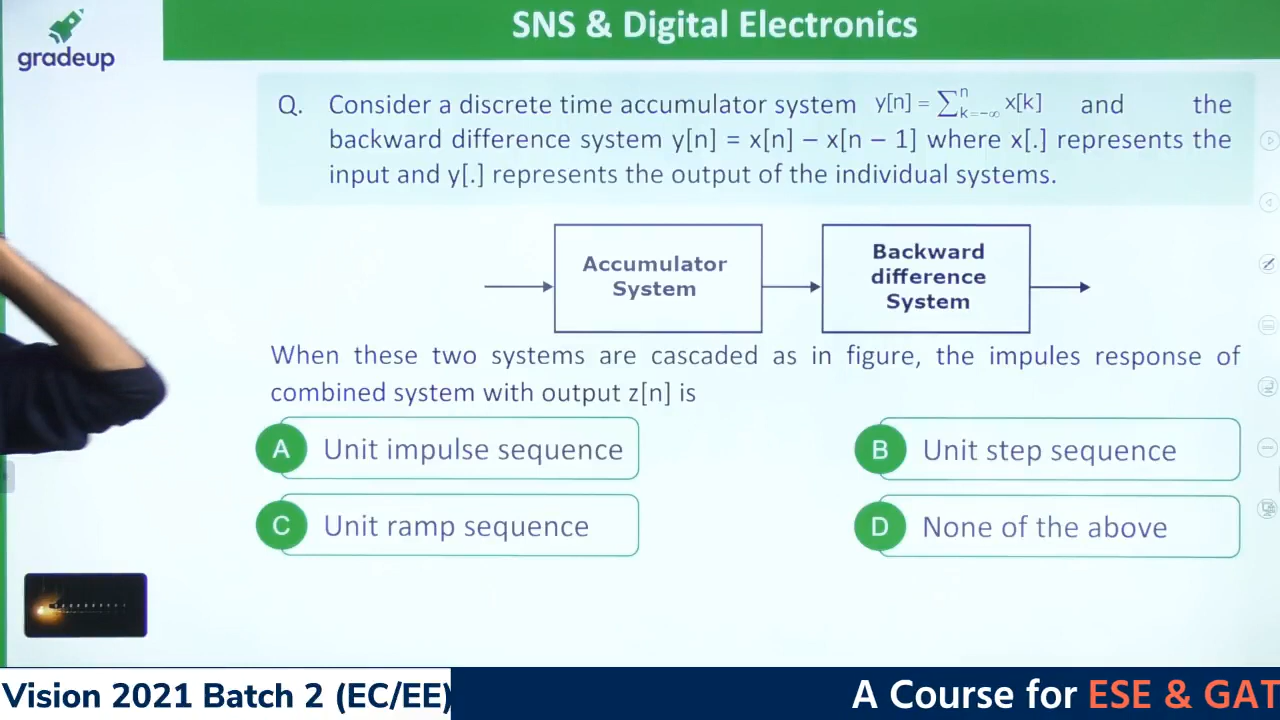 SNS & Digital Electronics
gradeup
Q. Consider a discrete time accumulator system y[n] = ∑ⁿₖ₌₋∞ x[k] and the
backward difference system y[n] = x[n] – x[n – 1] where x[.] represents the
input and y[.] represents the output of the individual systems.
Accumulator
System
Backward
difference
System
When these two systems are cascaded as in figure, the impules response of
combined system with output z[n] is
A Unit impulse sequence
B Unit step sequence
C Unit ramp sequence
D None of the above
Vision 2021 Batch 2 (EC/EE)
A Course for ESE & GAT